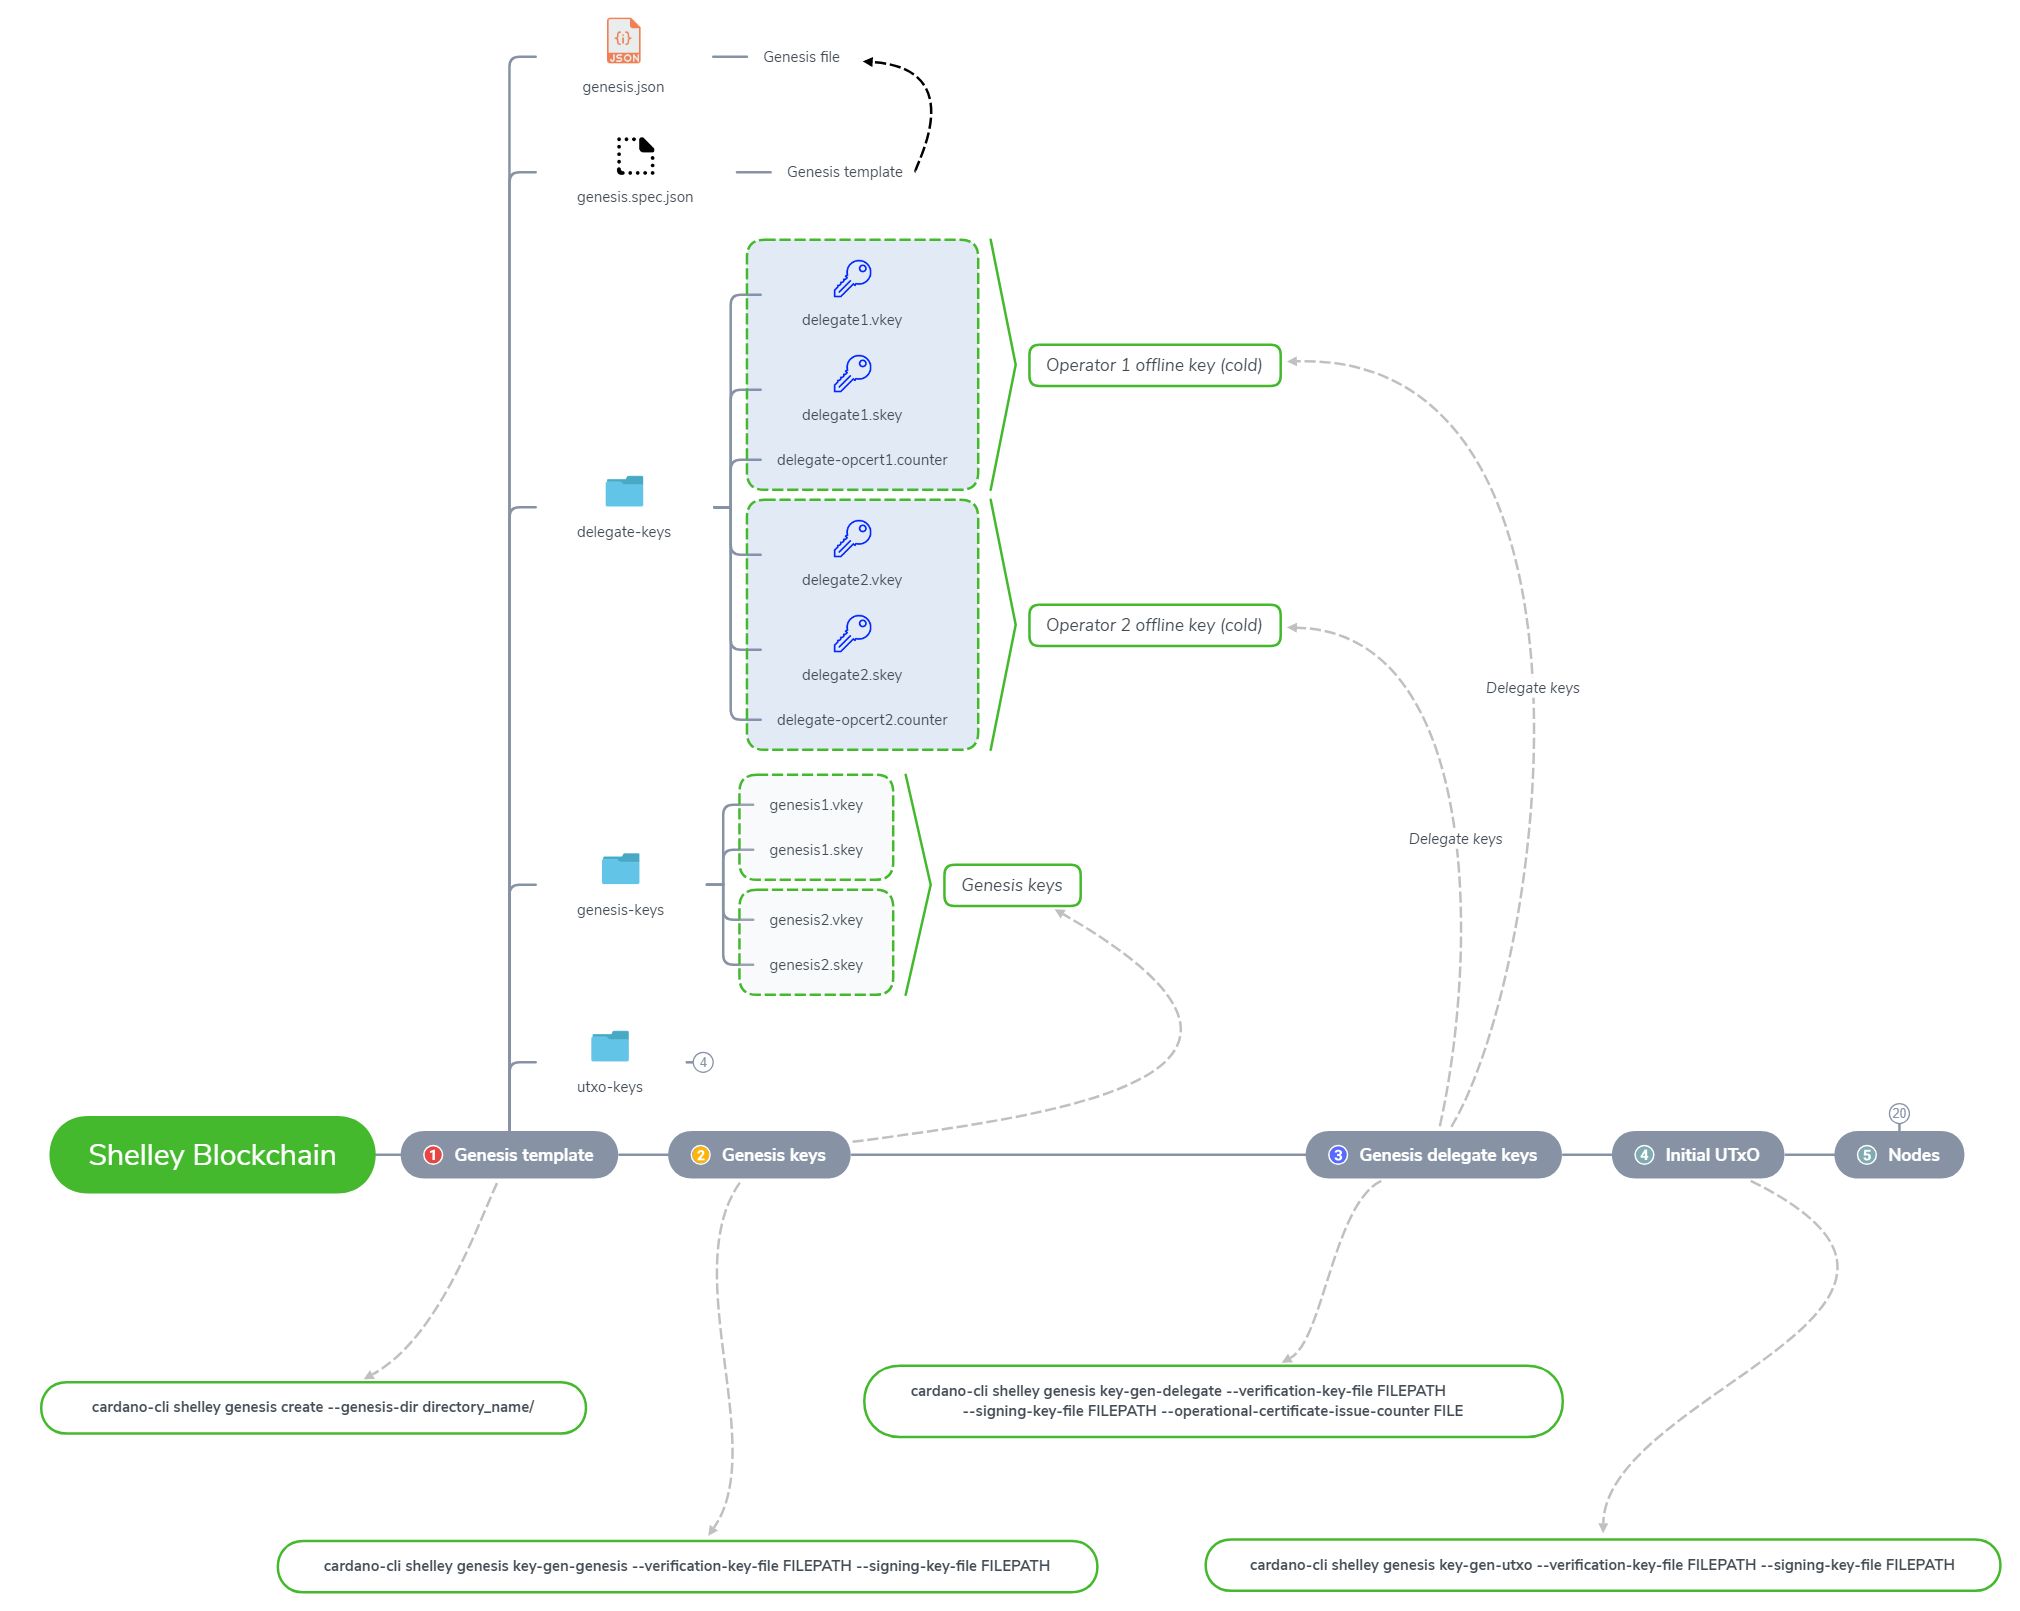 {i}
JSON
genesis.json
Genesis file
genesis.spec.json
Genesis template
delegate1.vkey
delegate1.skey
delegate-opcert1.counter
Operator 1 offline key (cold)
delegate-keys
delegate2.vkey
delegate2.skey
delegate-opcert2.counter
Operator 2 offline key (cold)
Delegate keys
Delegate keys
genesis1.vkey
genesis1.skey
genesis-keys
Genesis keys
genesis2.vkey
genesis2.skey
utxo-keys
4
20
Shelley Blockchain
1 Genesis template
2 Genesis keys
3 Genesis delegate keys
4 Initial UTxO
5 Nodes
cardano-cli shelley genesis create --genesis-dir directory_name/
cardano-cli shelley genesis key-gen-delegate --verification-key-file FILEPATH
--signing-key-file FILEPATH --operational-certificate-issue-counter FILE
cardano-cli shelley genesis key-gen-genesis --verification-key-file FILEPATH --signing-key-file FILEPATH
cardano-cli shelley genesis key-gen-utxo --verification-key-file FILEPATH --signing-key-file FILEPATH